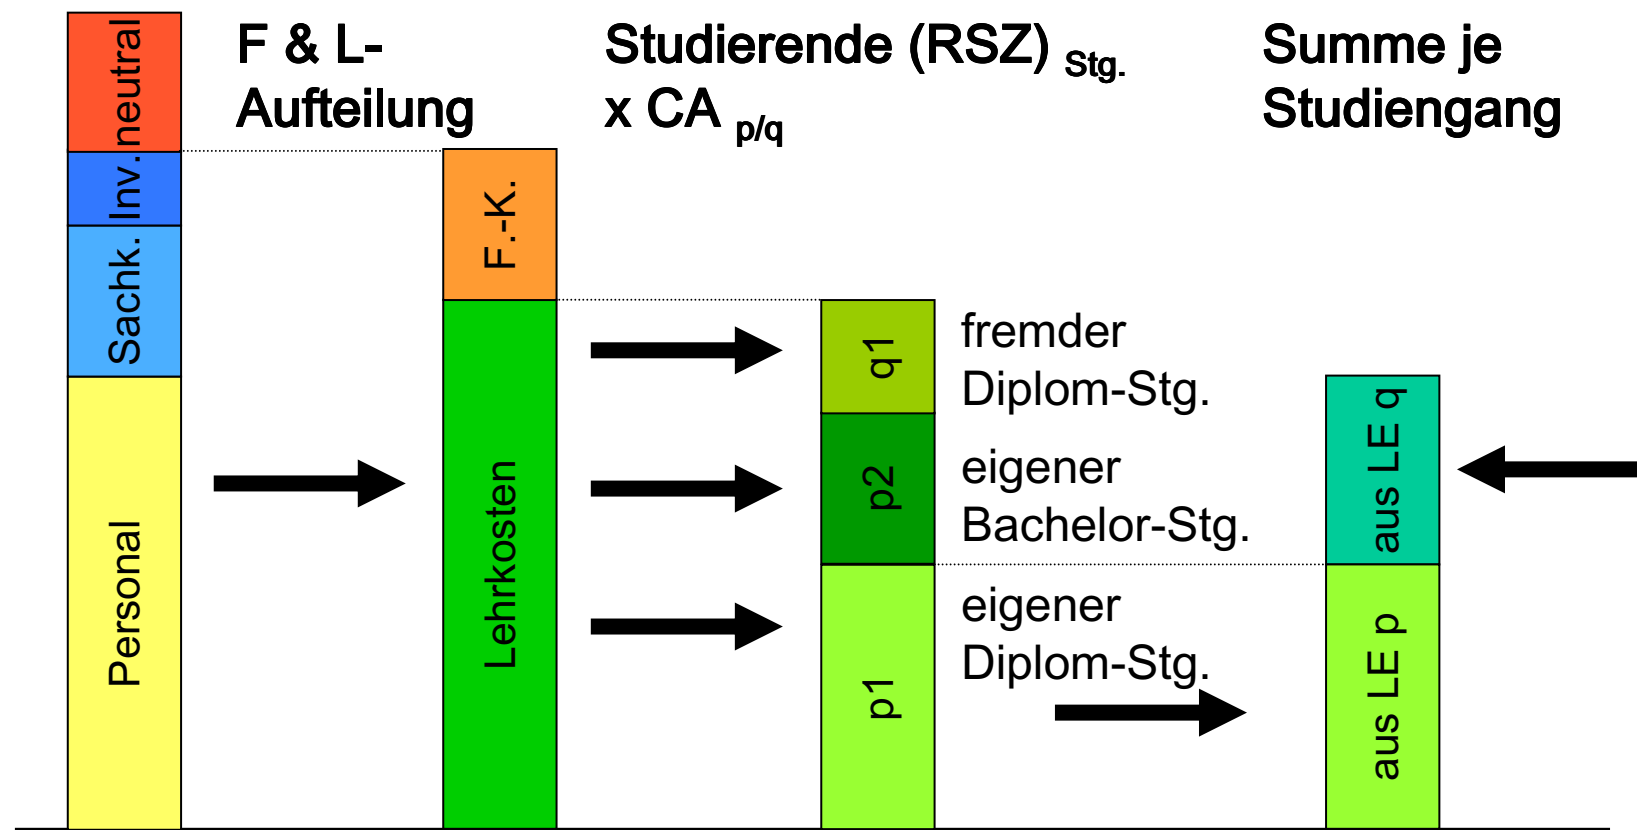 F & L-
Aufteilung
Studierende (RSZ) Stg.
x CA p/q
Summe je
Studiengang
neutral
Inv.
Sachk.
Personal
F.-K.
Lehrkosten
q1
p2
p1
fremder
Diplom-Stg.
eigener
Bachelor-Stg.
eigener
Diplom-Stg.
aus LE q
aus LE p